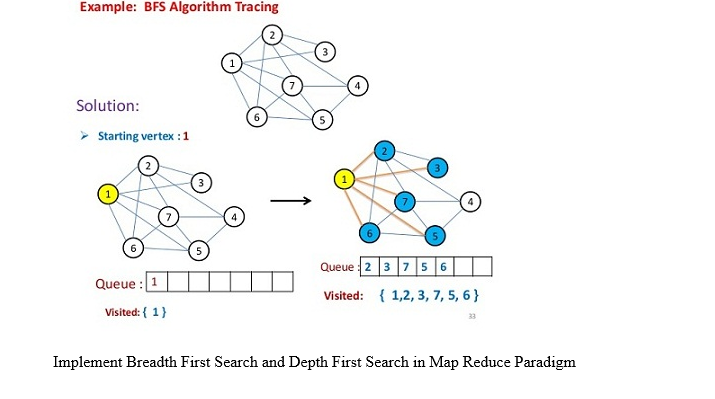 Example: BFS Algorithm Tracing
2
3
1
7
4
6
5
Solution:
Starting vertex : 1
2
3
1
7
4
6
5
Queue : 1
Visited: { 1 }
2
3
1
7
4
6
5
Queue : 2 3 7 5 6
Visited: { 1,2, 3, 7, 5, 6 }
33
Implement Breadth First Search and Depth First Search in Map Reduce Paradigm